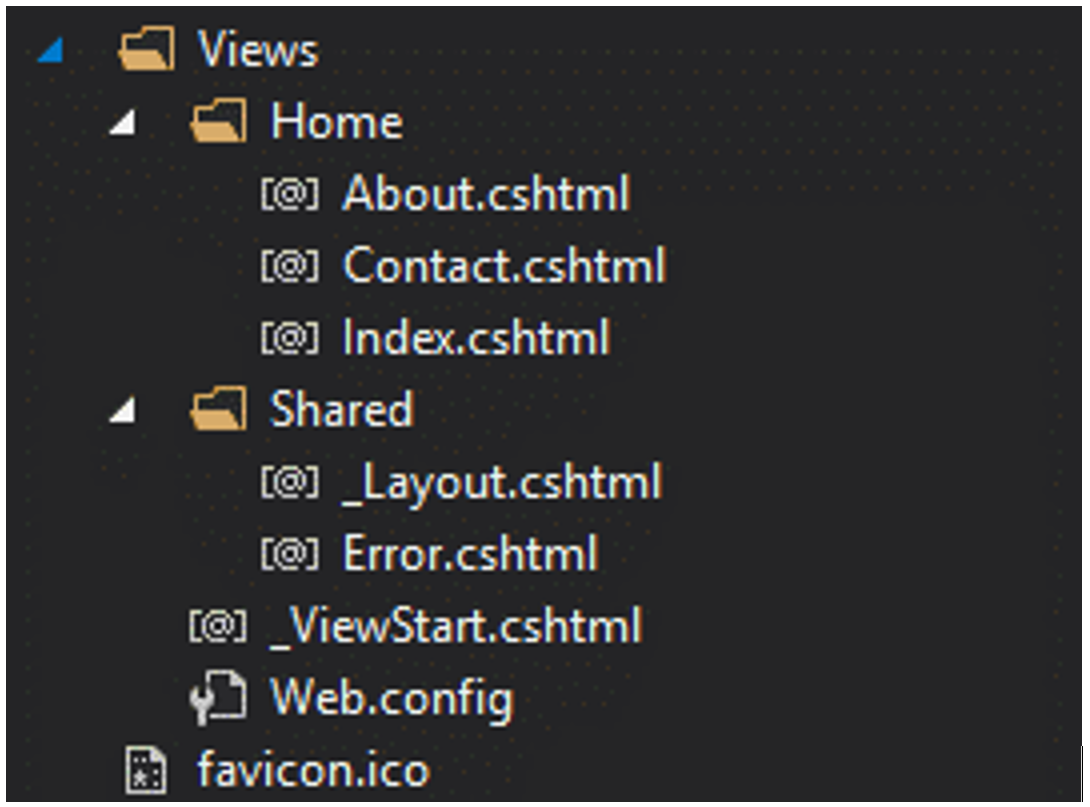 Views
Home
[@] About.cshtml
[@] Contact.cshtml
[@] Index.cshtml
Shared
[@] _Layout.cshtml
[@] Error.cshtml
[@] _ViewStart.cshtml
Web.config
favicon.ico